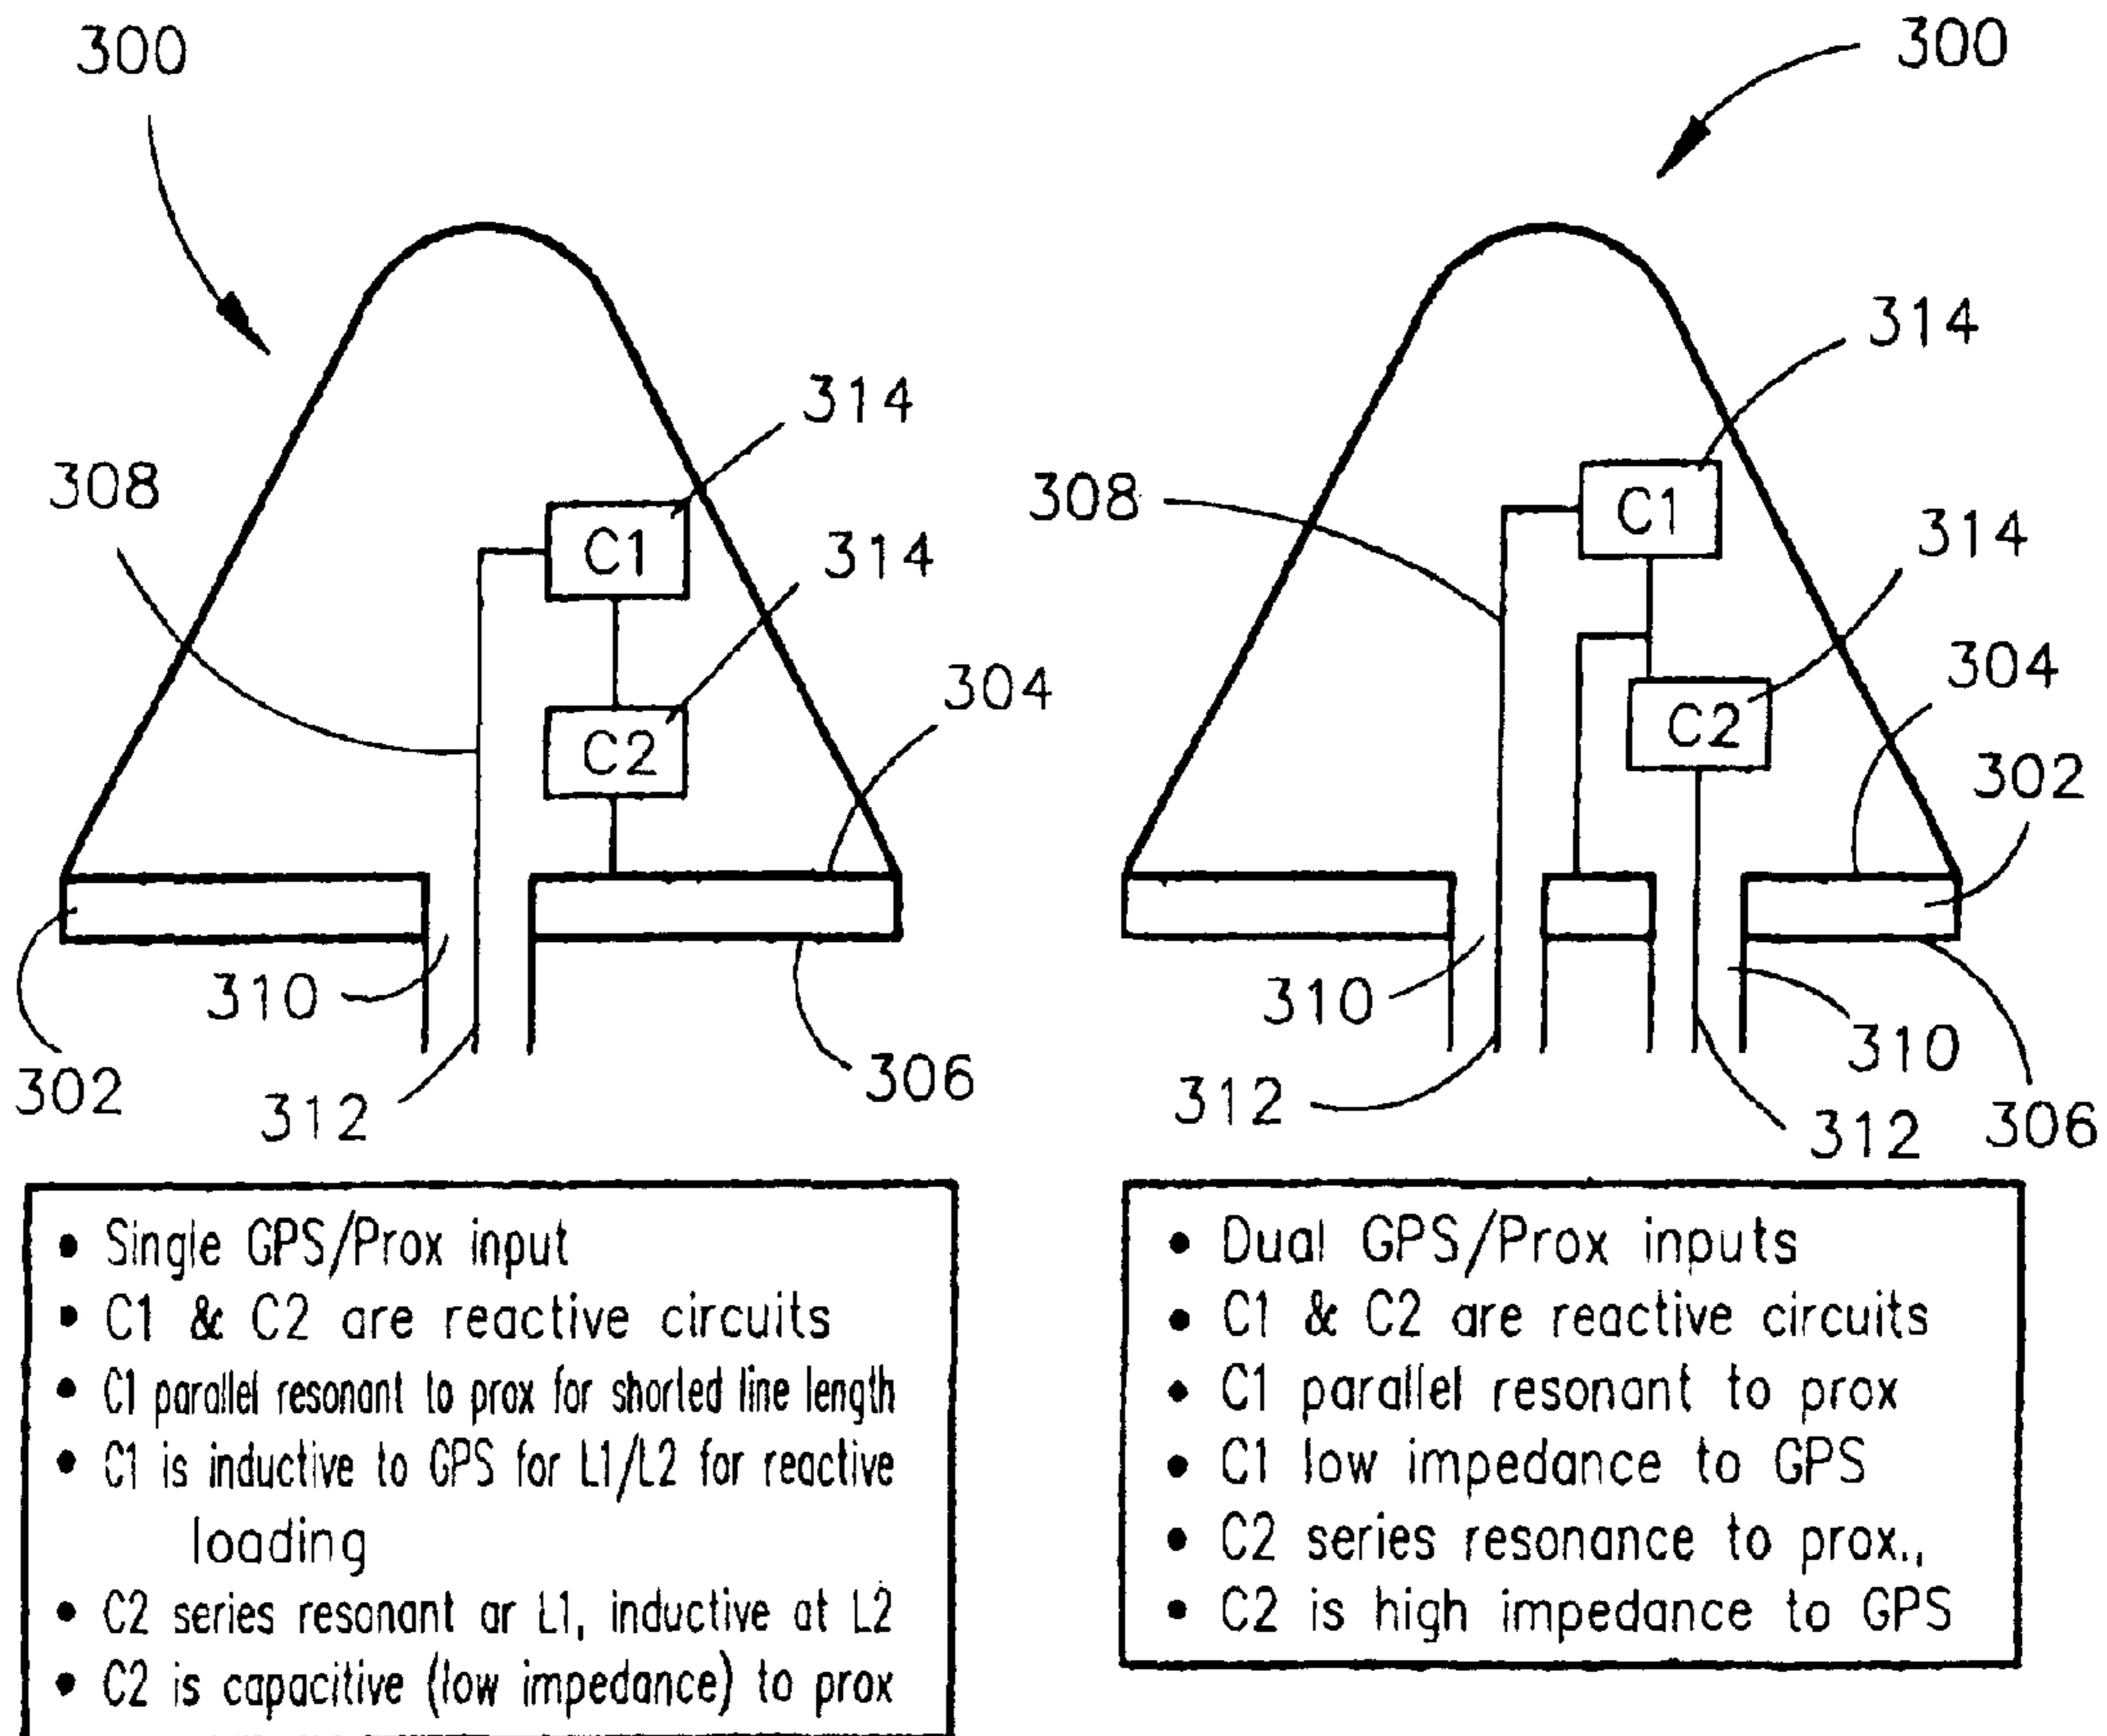 300
300
314
314
308
308
C1
C1
314
314
304
304
C2
C2
302
310
310
310
302
312
306
312
312
306
• Single GPS/Prox input
• C1 & C2 are reactive circuits
• C1 parallel resonant to prox for shorted line length
• C1 is inductive to GPS for L1/L2 for reactive
loading
• C2 series resonant ar L1, inductive at L2
• C2 is capacitive (low impedance) to prox
• Dual GPS/Prox inputs
• C1 & C2 are reactive circuits
• C1 parallel resonant to prox
• C1 low impedance to GPS
• C2 series resonance to prox.,
• C2 is high impedance to GPS